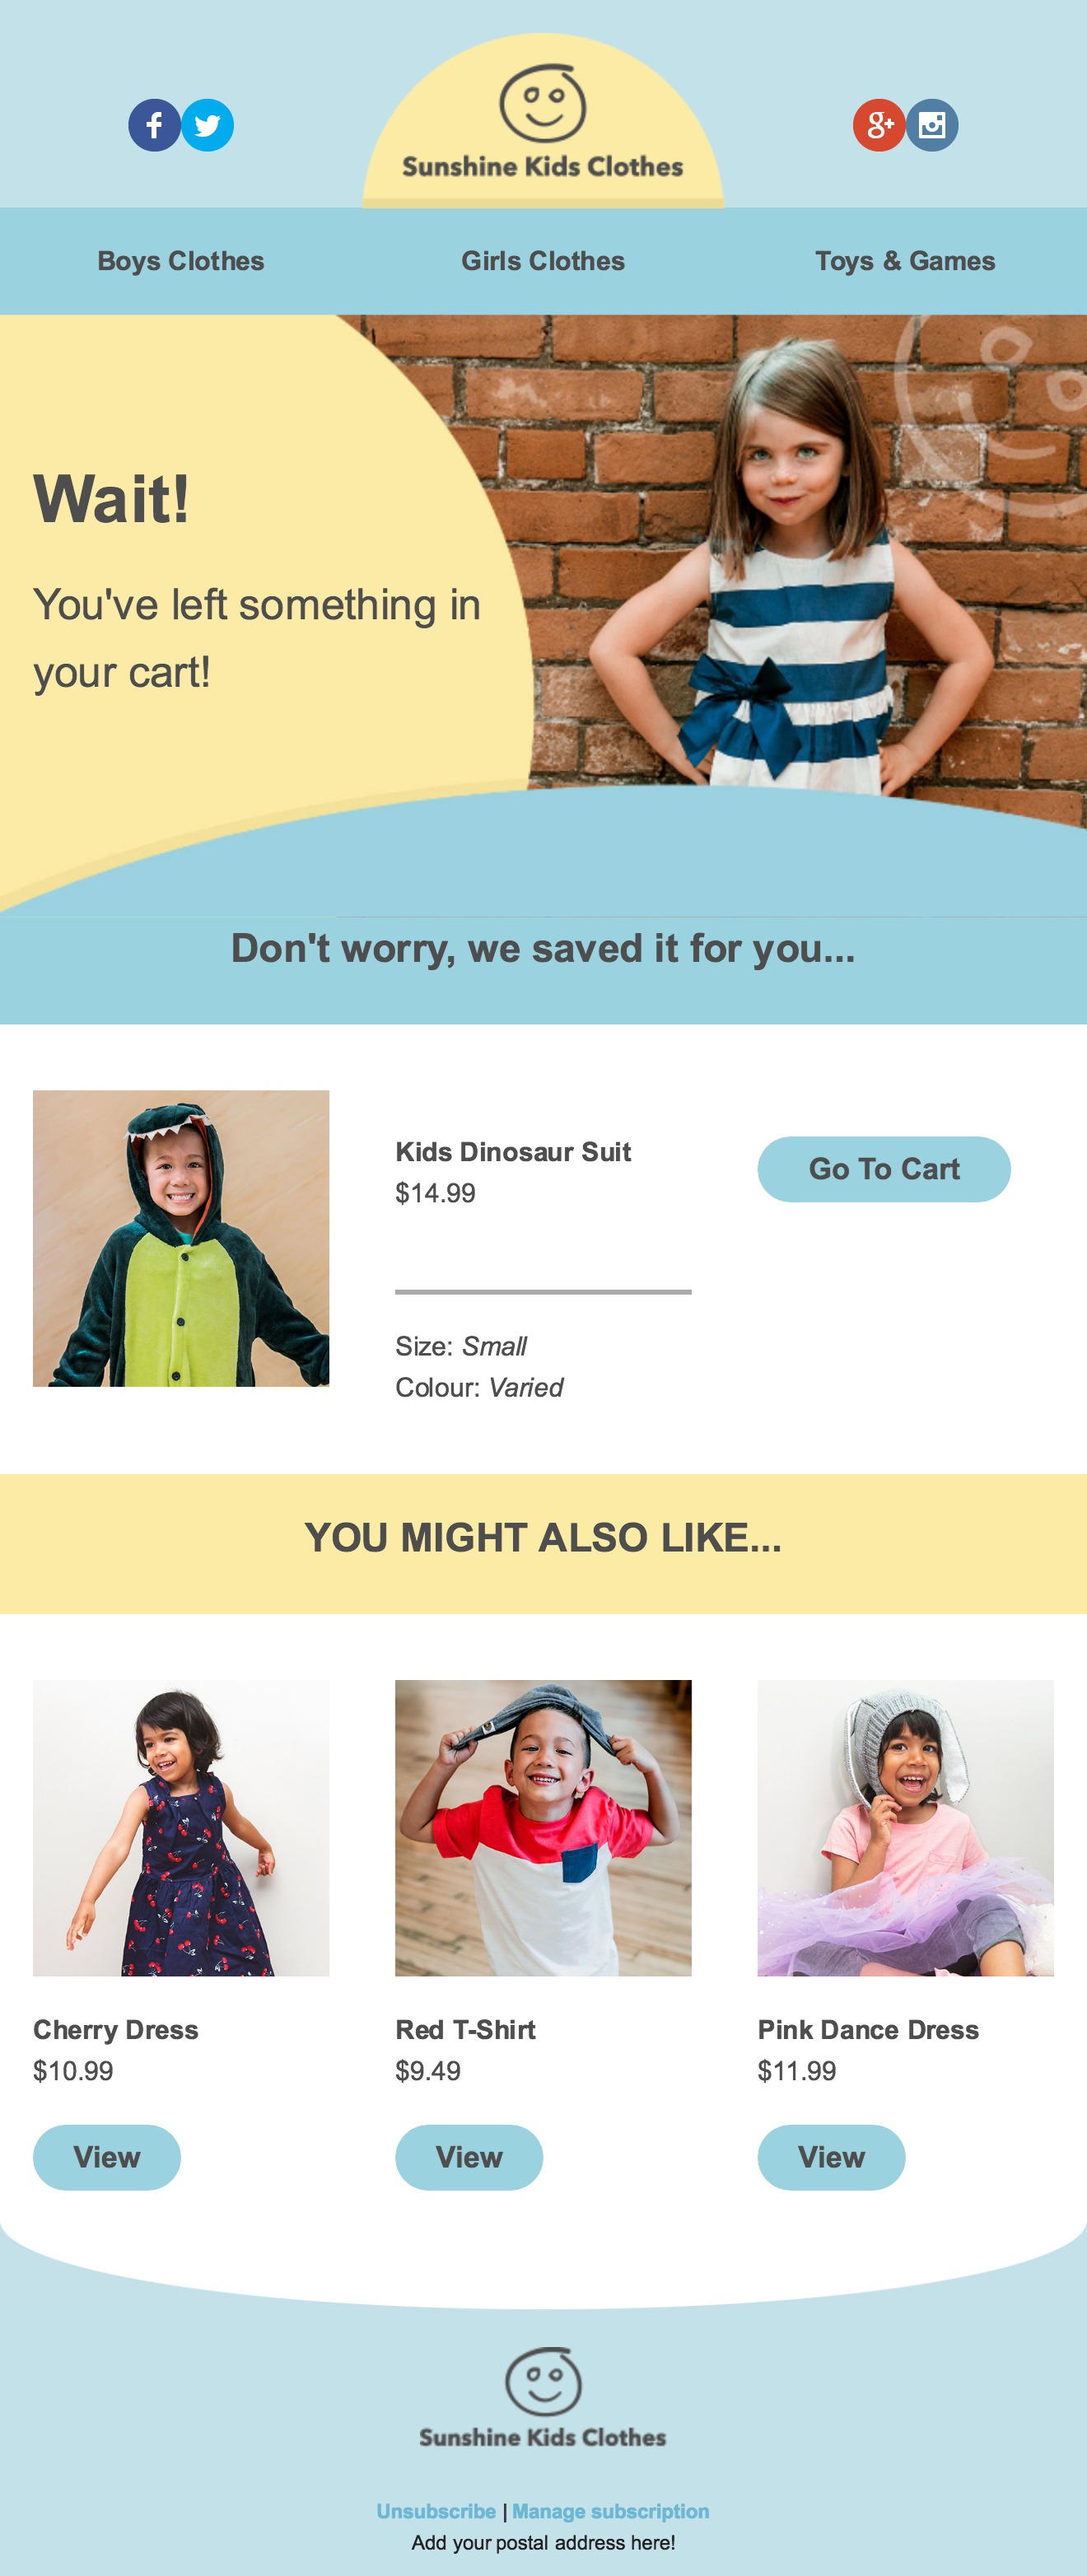 Sunshine Kids Clothes
Boys Clothes
Girls Clothes
Toys & Games
Wait!
You've left something in
your cart!
Don't worry, we saved it for you...
Kids Dinosaur Suit
$14.99
Go To Cart
Size: Small
Colour: Varied
YOU MIGHT ALSO LIKE...
Cherry Dress
$10.99
View
Red T-Shirt
$9.49
View
Pink Dance Dress
$11.99
View
Sunshine Kids Clothes
Unsubscribe | Manage subscription
Add your postal address here!